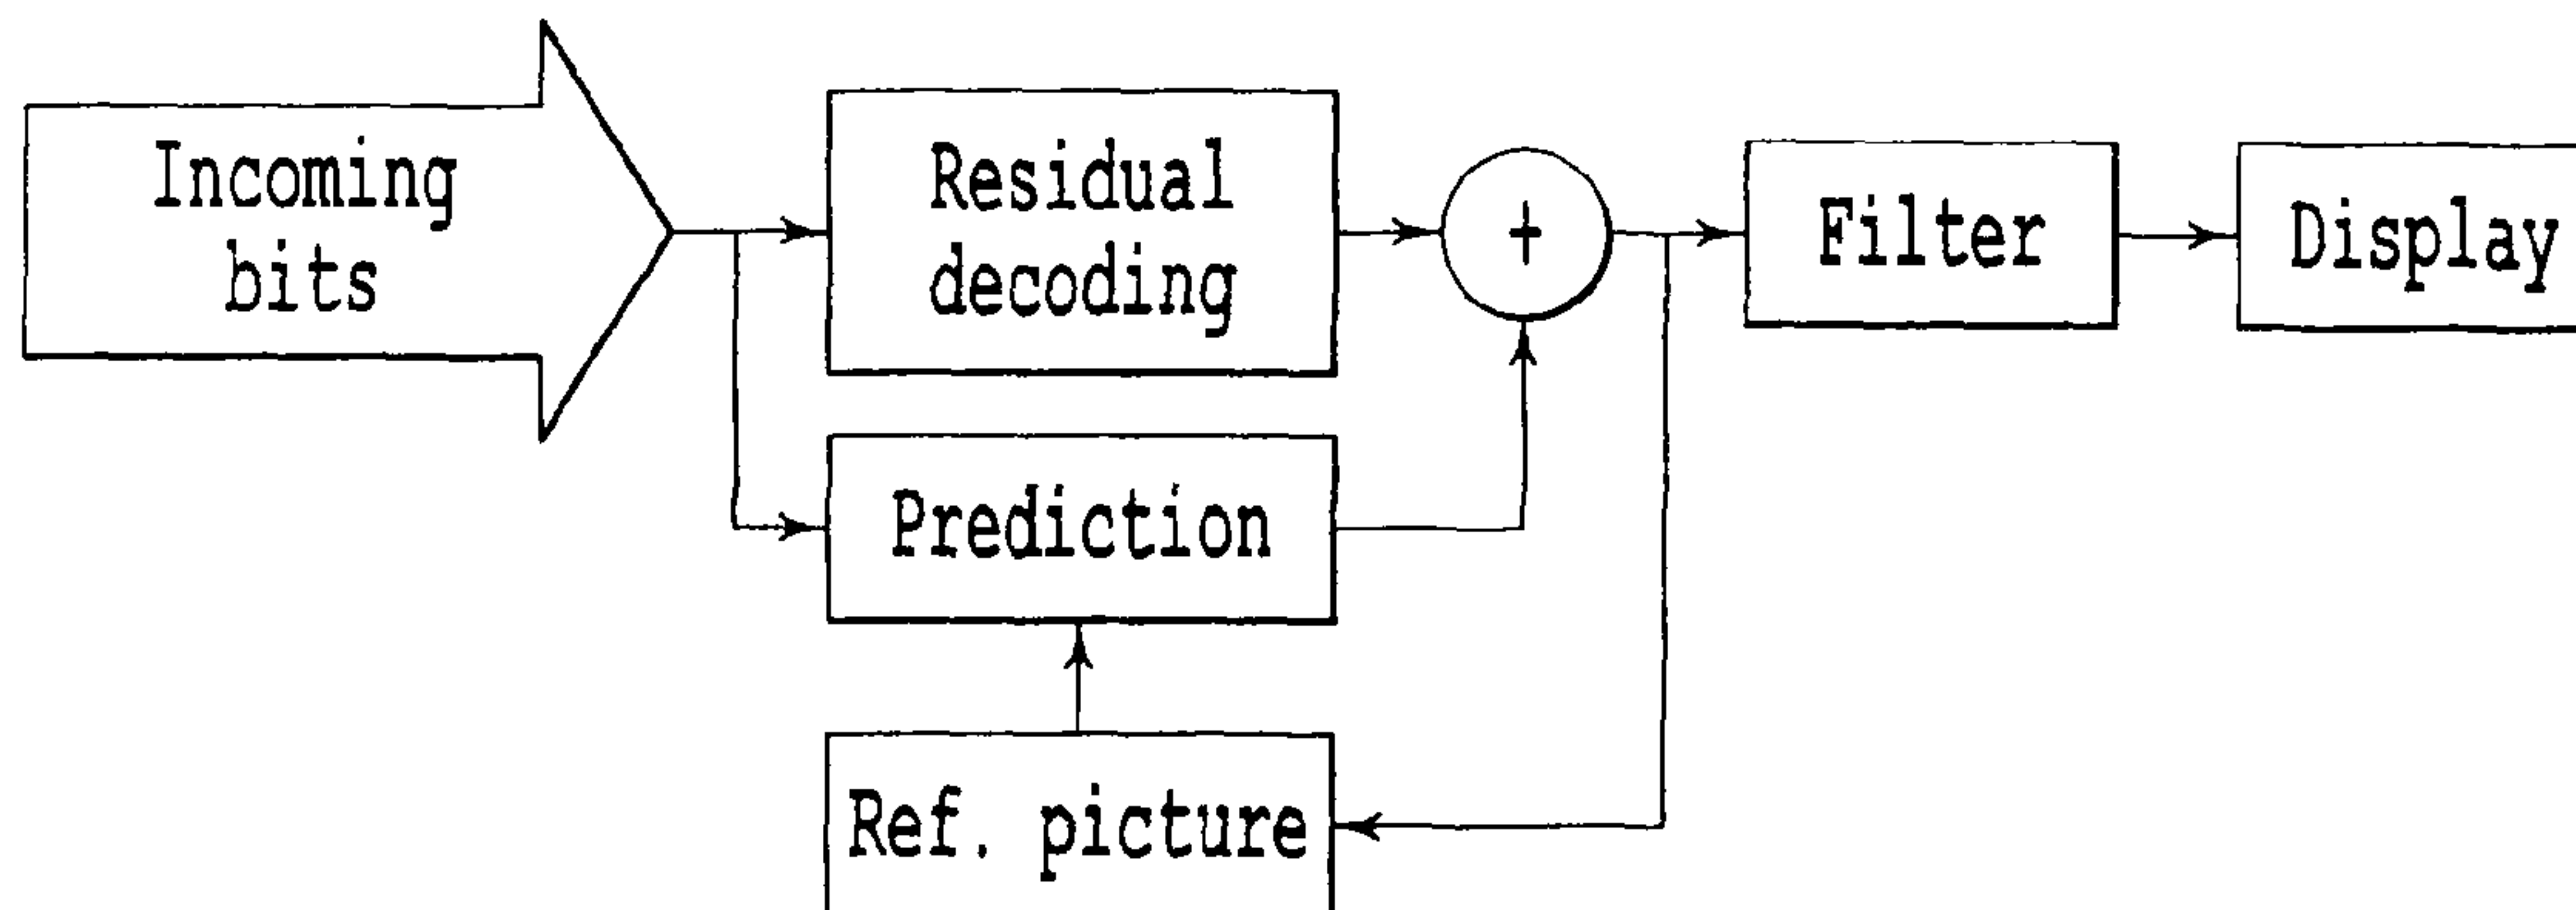 Incoming
bits
Residual
decoding
+
Filter
Display
Prediction
Ref. picture